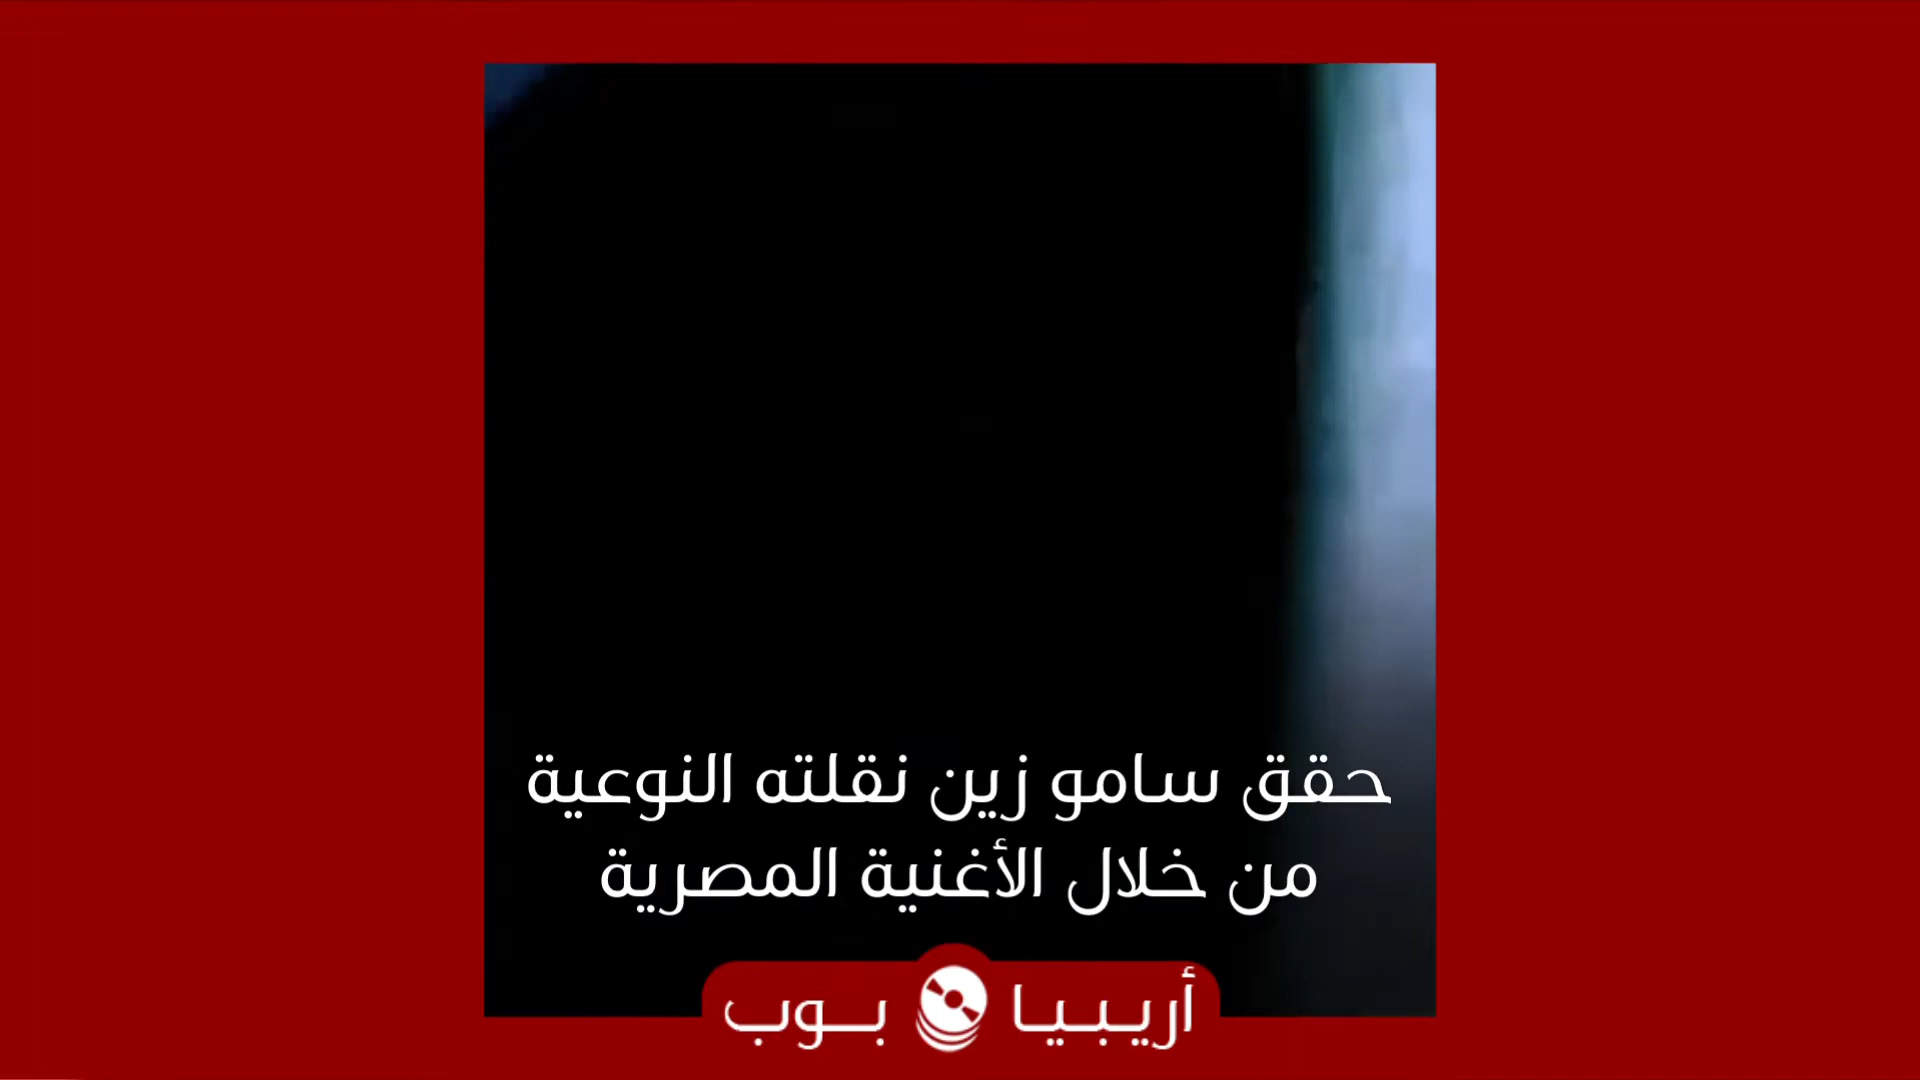 حقق سامو زين نقلته النوعية
من خلال الأغنية المصرية
أريبيا بوب